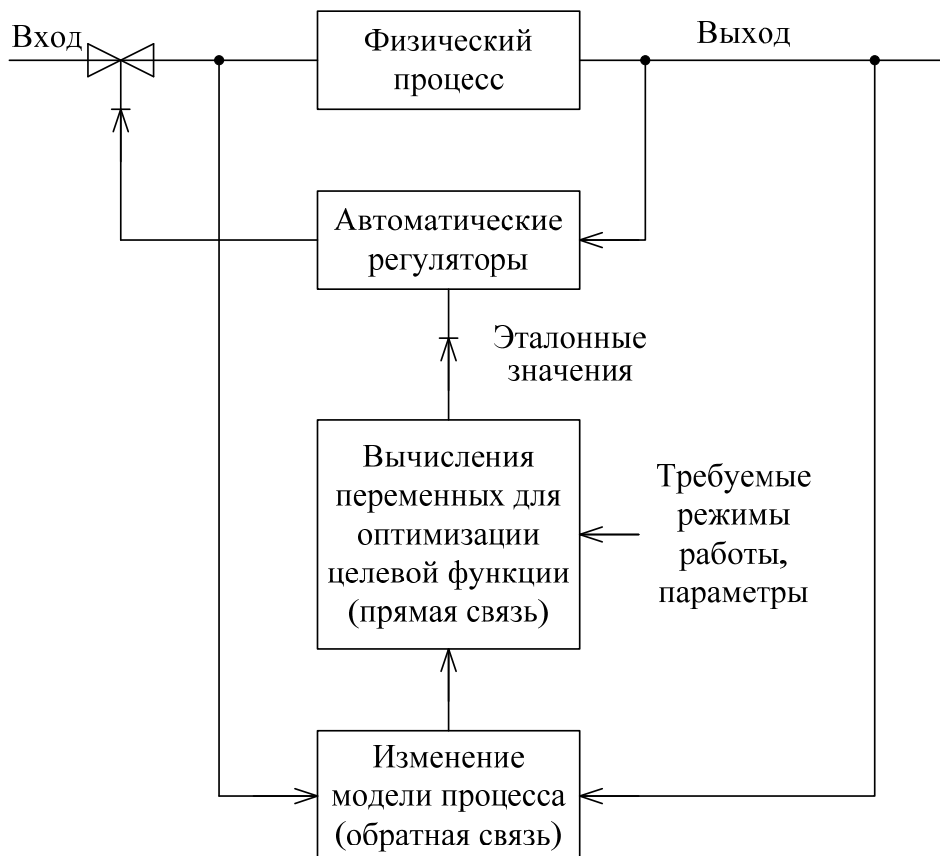 Вход
Физический
процесс
Выход
Автоматические
регуляторы
Эталонные
значения
Вычисления
переменных для
оптимизации
целевой функции
(прямая связь)
Требуемые
режимы
работы,
параметры
Изменение
модели процесса
(обратная связь)